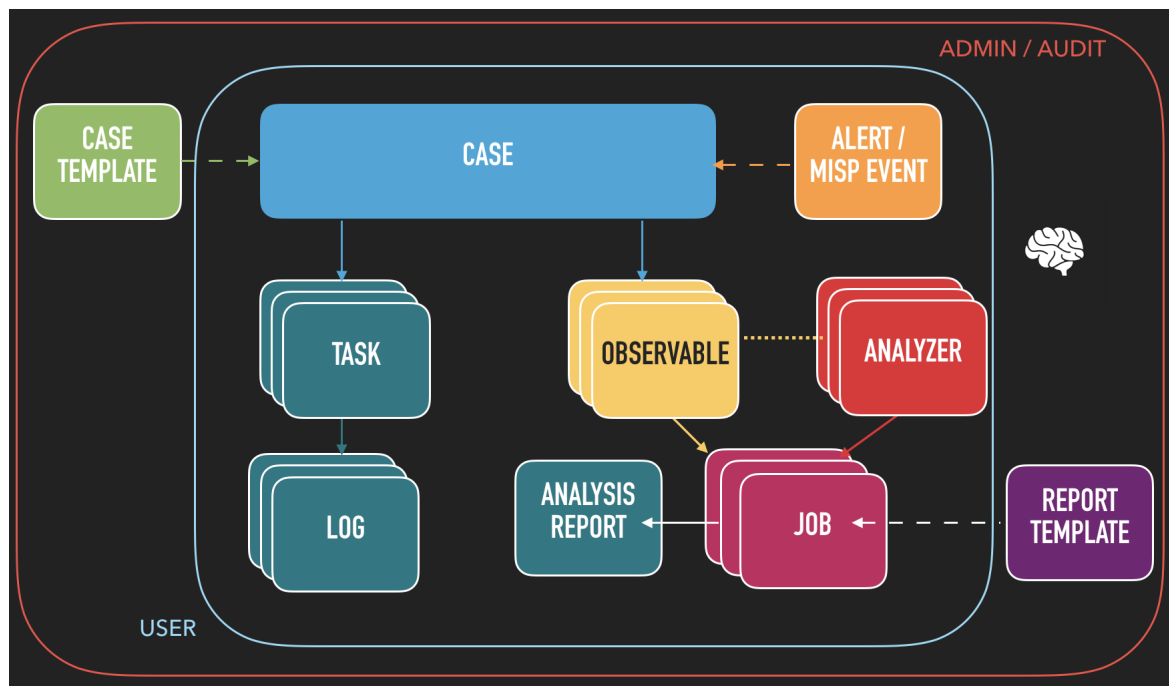 ADMIN / AUDIT
CASE
TEMPLATE
CASE
ALERT /
MISP EVENT
TASK
OBSERVABLE
ANALYZER
LOG
ANALYSIS
REPORT
JOB
REPORT
TEMPLATE
USER